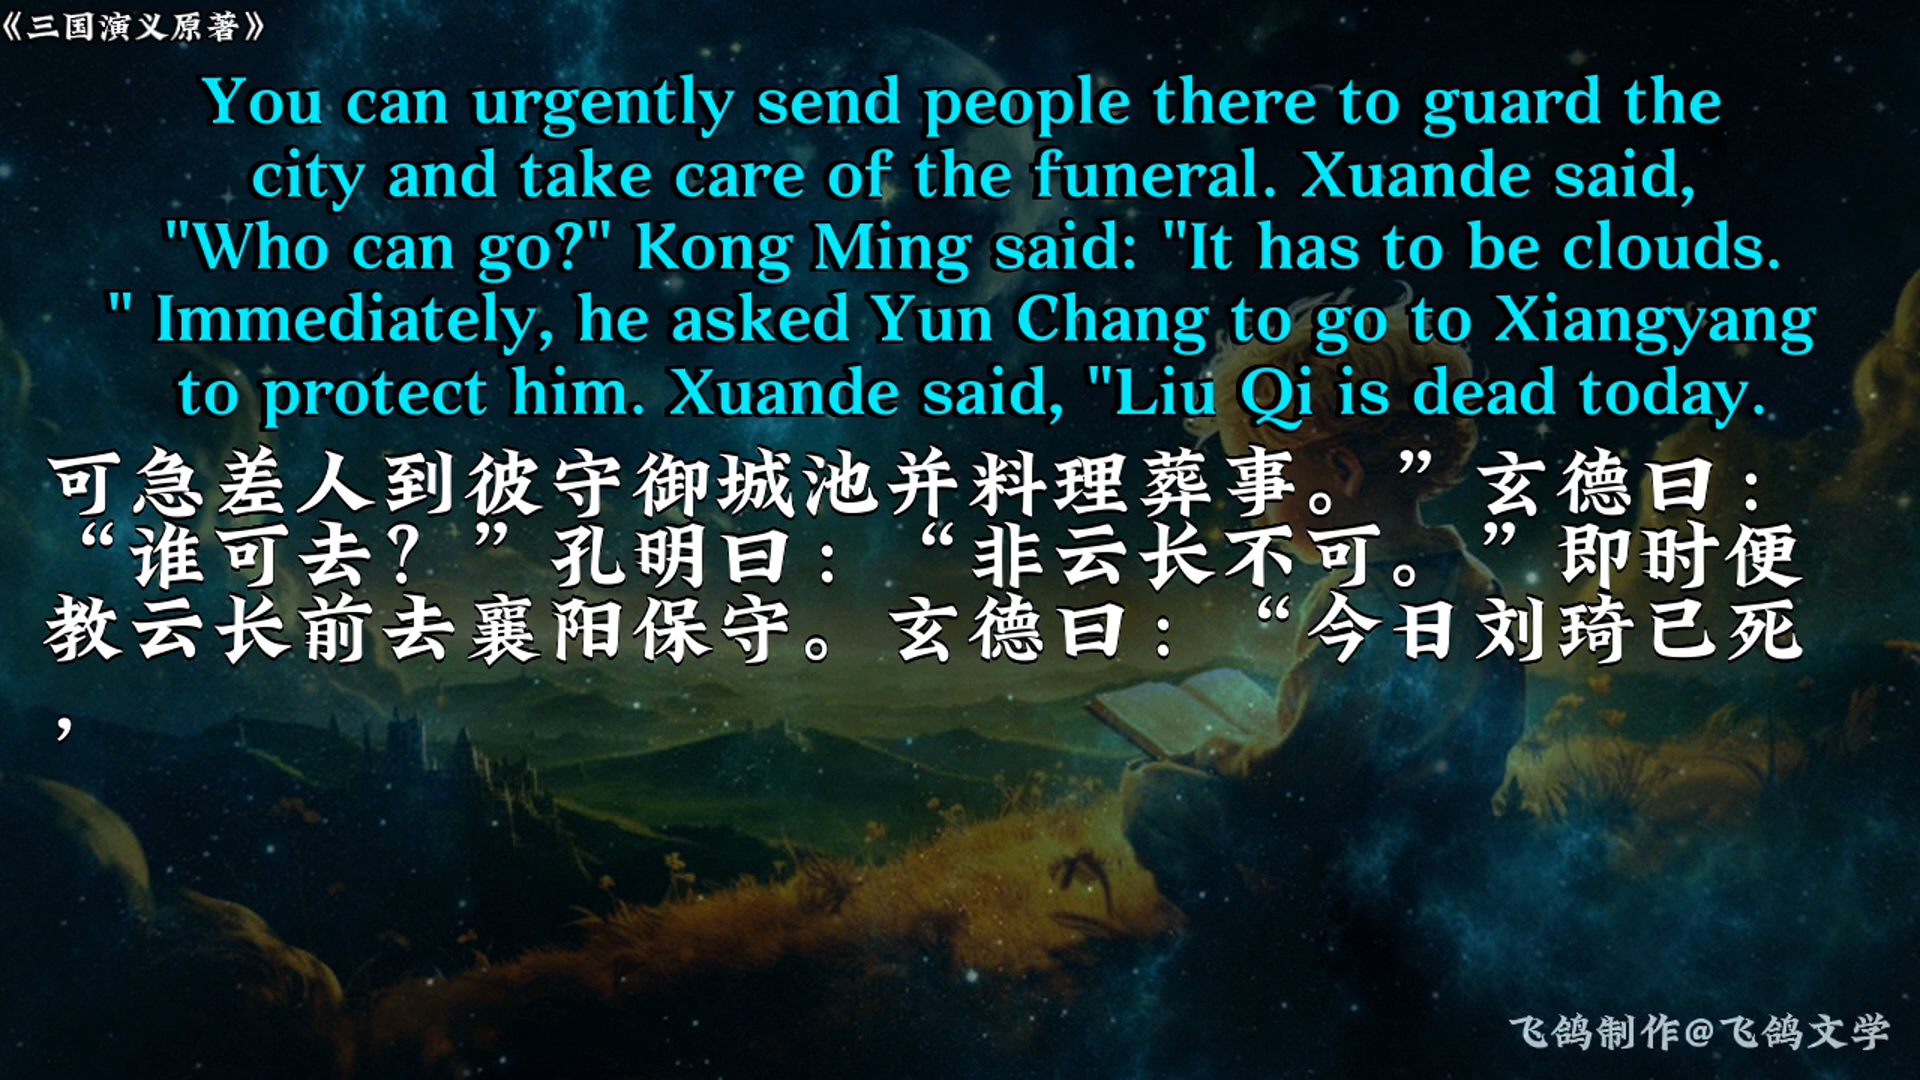 《三国演义原著》
You can urgently send people there to guard the
city and take care of the funeral. Xuande said,
"Who can go?" Kong Ming said: "It has to be clouds.
" Immediately, he asked Yun Chang to go to Xiangyang
to protect him. Xuande said, "Liu Qi is dead today.
可急差人到彼守御城池并料理葬事。”玄德曰：
“谁可去？”孔明曰：“非云长不可。”即时便
教云长前去襄阳保守。玄德曰：“今日刘琦已死
，
飞鸽制作@飞鸽文学